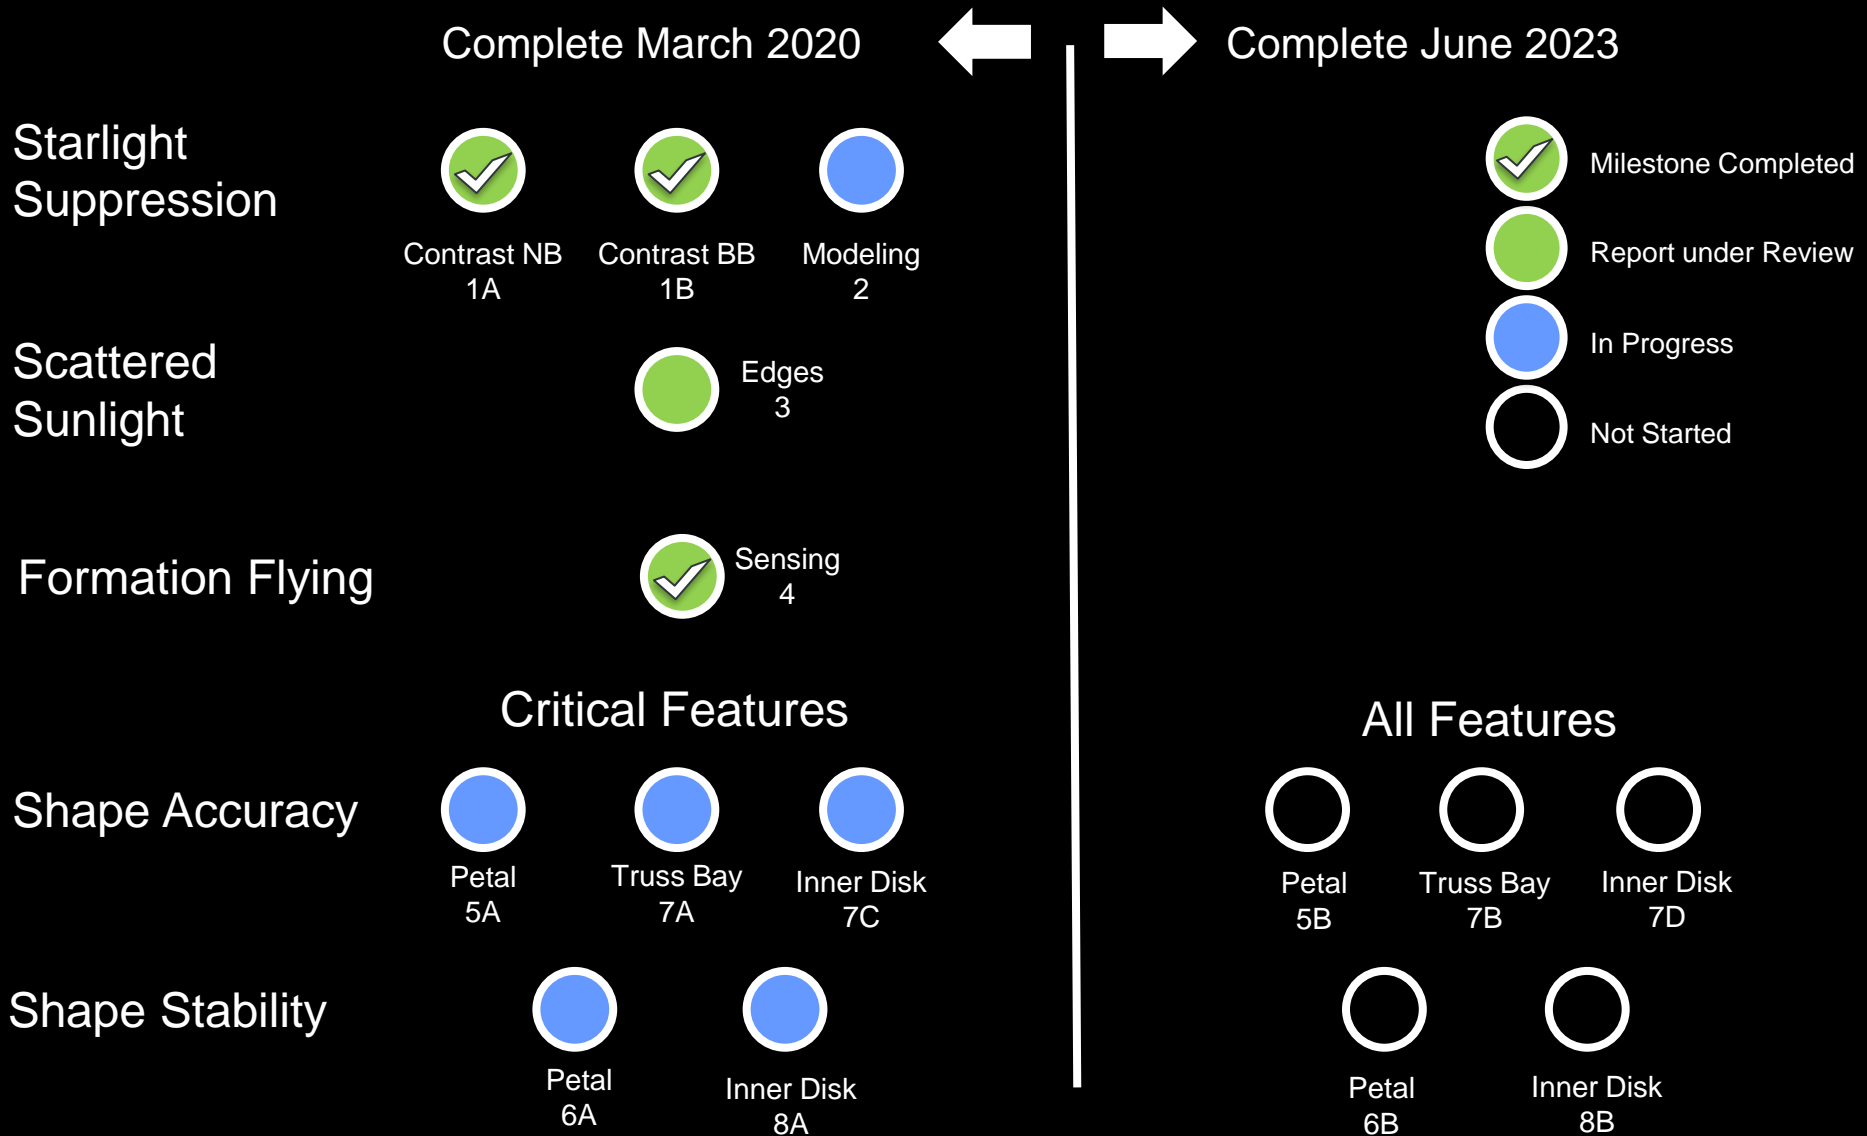 Complete March 2020
Complete June 2023
Starlight
Suppression
Contrast NB
1A
Contrast BB
1B
Modeling
2
Milestone Completed
Report under Review
In Progress
Not Started
Scattered
Sunlight
Edges
3
Formation Flying
Sensing
4
Critical Features
All Features
Shape Accuracy
Petal
5A
Truss Bay
7A
Inner Disk
7C
Petal
5B
Truss Bay
7B
Inner Disk
7D
Shape Stability
Petal
6A
Inner Disk
8A
Petal
6B
Inner Disk
8B